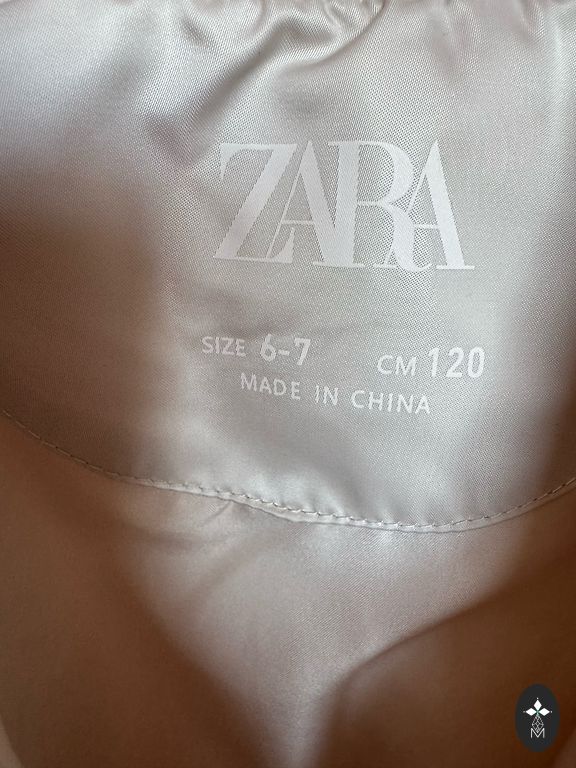 ZARA
SIZE 6-7 CM 120
MADE IN CHINA
M